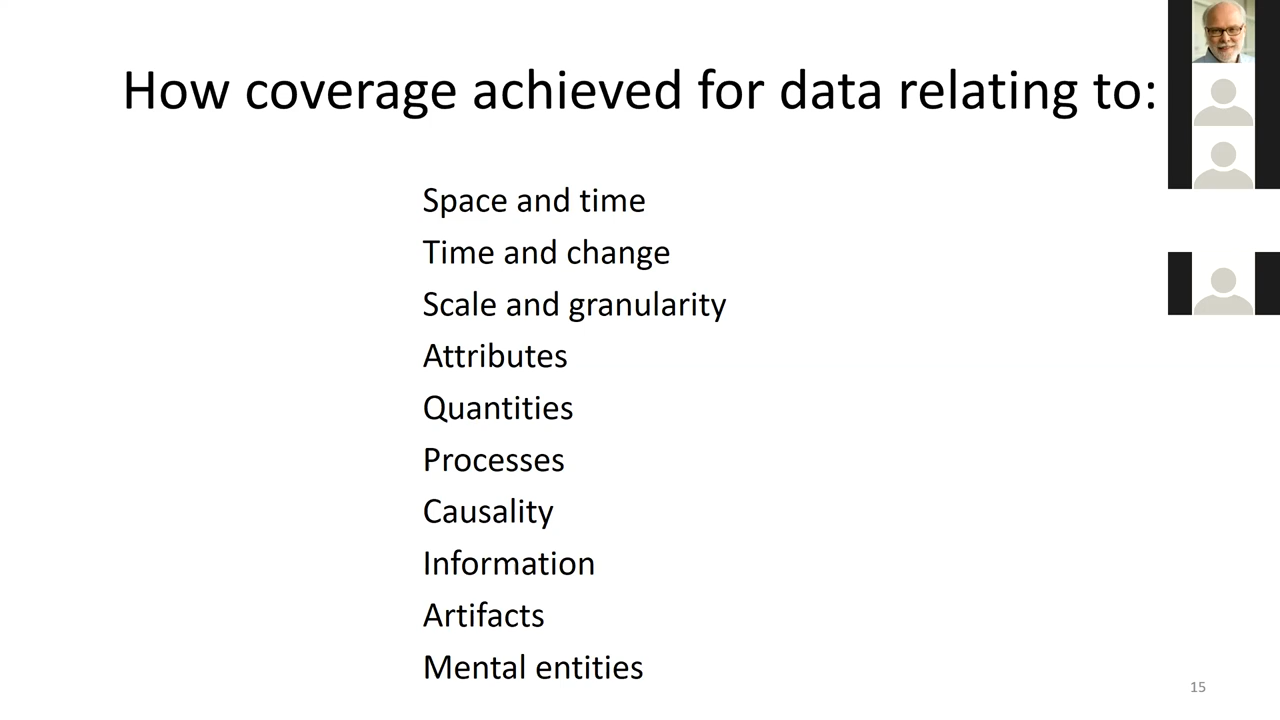 How coverage achieved for data relating to:
Space and time
Time and change
Scale and granularity
Attributes
Quantities
Processes
Causality
Information
Artifacts
Mental entities
15